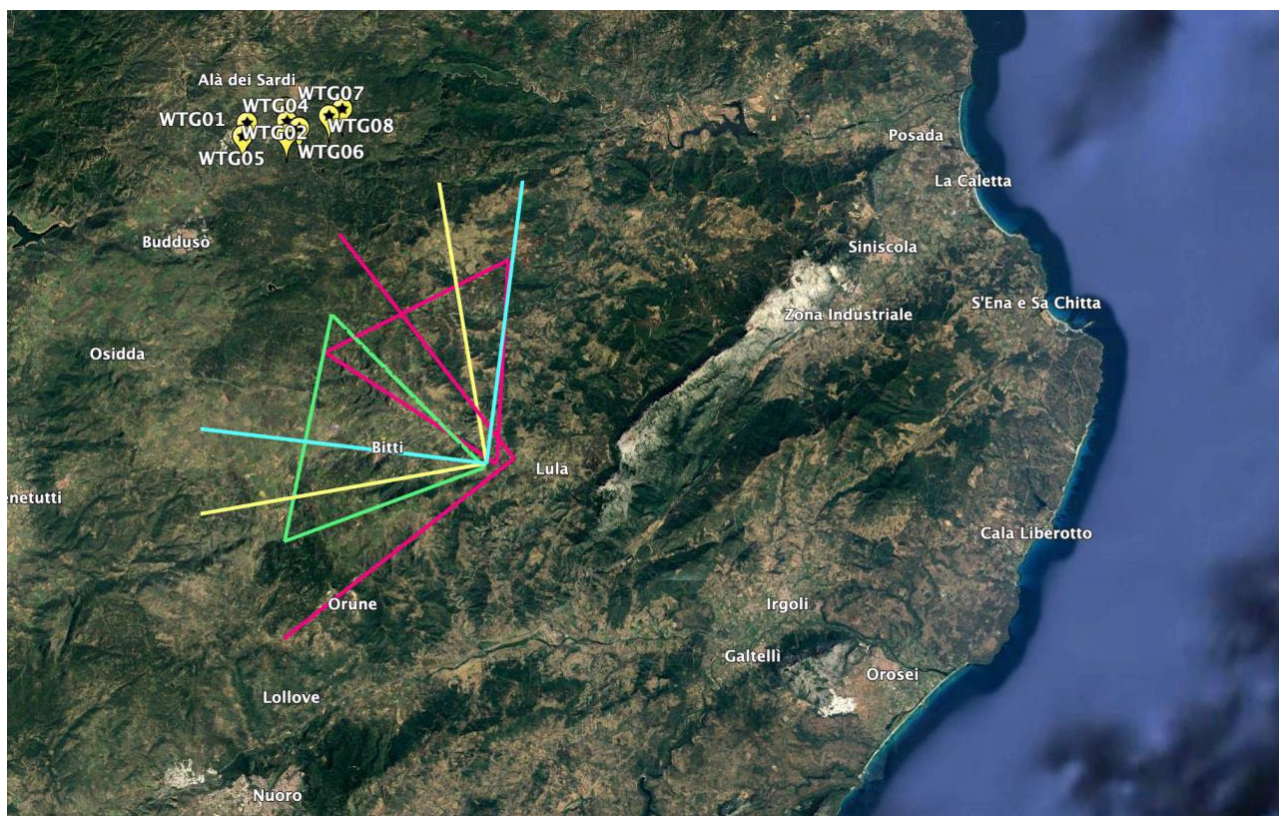 Alà dei Sardi
WTG07
WTG04
WTG01
WTG08
WTG02
WTG06
WTG05
Posada
La Caletta
Buddusò
Siniscola
S'Ena e Sa Chitta
Zona Industriale
Osidda
Bitti
Lula
enetutti
Cala Liberotto
Orune
Irgoli
Galtellì
Orosei
Lollove
Nuoro